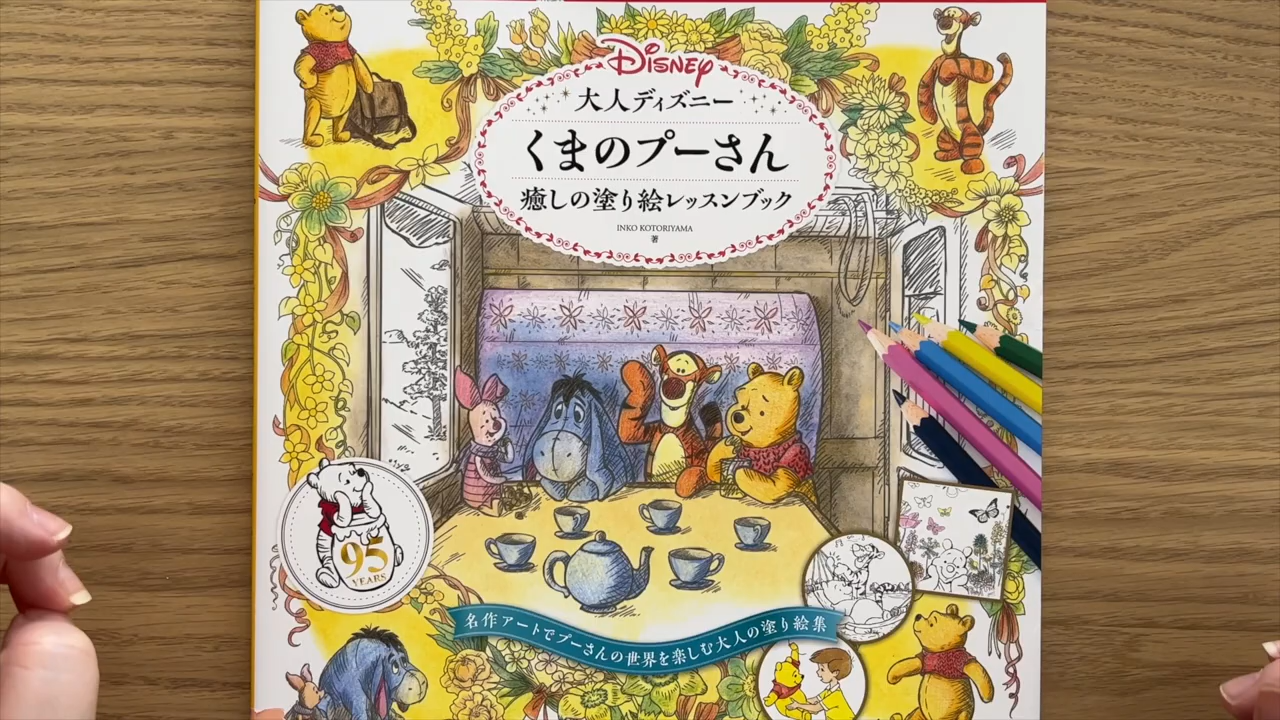 Disney
大人ディズニー
くまのプーさん
癒しの塗り絵レッスンブック
INKO KOTORIYAMA
著
95
YEARS
名作アートでプーさんの世界を楽しむ大人の塗り絵集